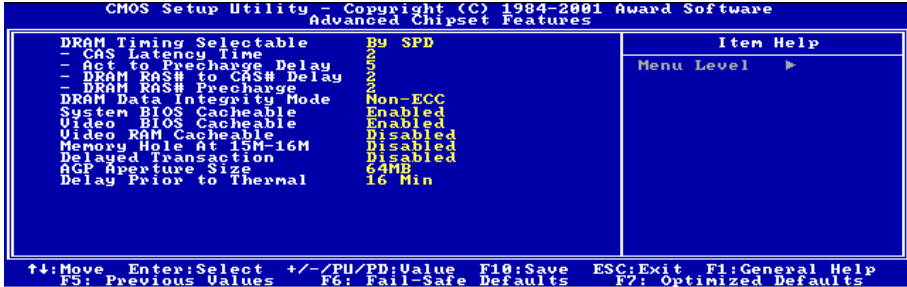 CMOS Setup Utility - Copyright (C) 1984-2001 Award Software
Advanced Chipset Features
DRAM Timing Selectable By SPD
- CAS Latency Time 2
- Act to Precharge Delay 5
- DRAM RAS# to CAS# Delay 2
- DRAM RAS# Precharge 2
DRAM Data Integrity Mode Non-ECC
System BIOS Cacheable Enabled
Video BIOS Cacheable Enabled
Video RAM Cacheable Disabled
Memory Hole At 15M-16M Disabled
Delayed Transaction Disabled
AGP Aperture Size 64MB
Delay Prior to Thermal 16 Min
Item Help
Menu Level ►
↑↓:Move Enter:Select +/-/PU/PD:Value F10:Save ESC:Exit F1:General Help
F5: Previous Values F6: Fail-Safe Defaults F7: Optimized Defaults